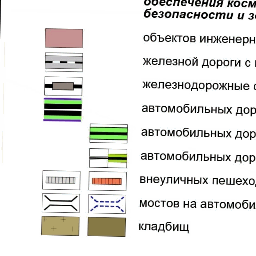 обеспечения косм
безопасности и з
объектов инженерн
железной дороги с
железнодорожные
автомобильных дор
автомобильных дор
автомобильных дор
внеуличных пешехо
мостов на автомоби
кладбищ